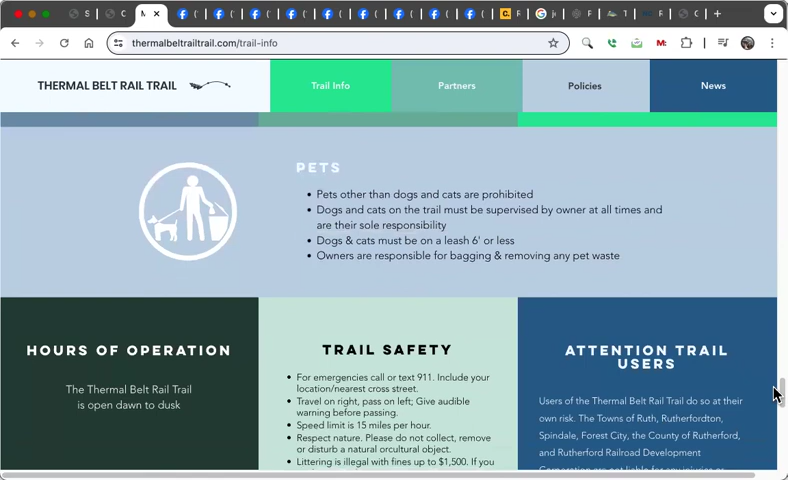 thermalbeltrailtrail.com/trail-info
THERMAL BELT RAIL TRAIL
Trail Info
Partners
Policies
News
PETS
• Pets other than dogs and cats are prohibited
• Dogs and cats on the trail must be supervised by owner at all times and
are their sole responsibility
• Dogs & cats must be on a leash 6' or less
• Owners are responsible for bagging & removing any pet waste
HOURS OF OPERATION
The Thermal Belt Rail Trail
is open dawn to dusk
TRAIL SAFETY
• For emergencies call or text 911. Include your
location/nearest cross street.
• Travel on right, pass on left; Give audible
warning before passing.
• Speed limit is 15 miles per hour.
• Respect nature. Please do not collect, remove
or disturb a natural orcultural object.
• Littering is illegal with fines up to $1,500. If you
ATTENTION TRAIL
USERS
Users of the Thermal Belt Rail Trail do so at their
own risk. The Towns of Ruth, Rutherfordton,
Spindale, Forest City, the County of Rutherford,
and Rutherford Railroad Development
Corporation are not liable for any injuries or